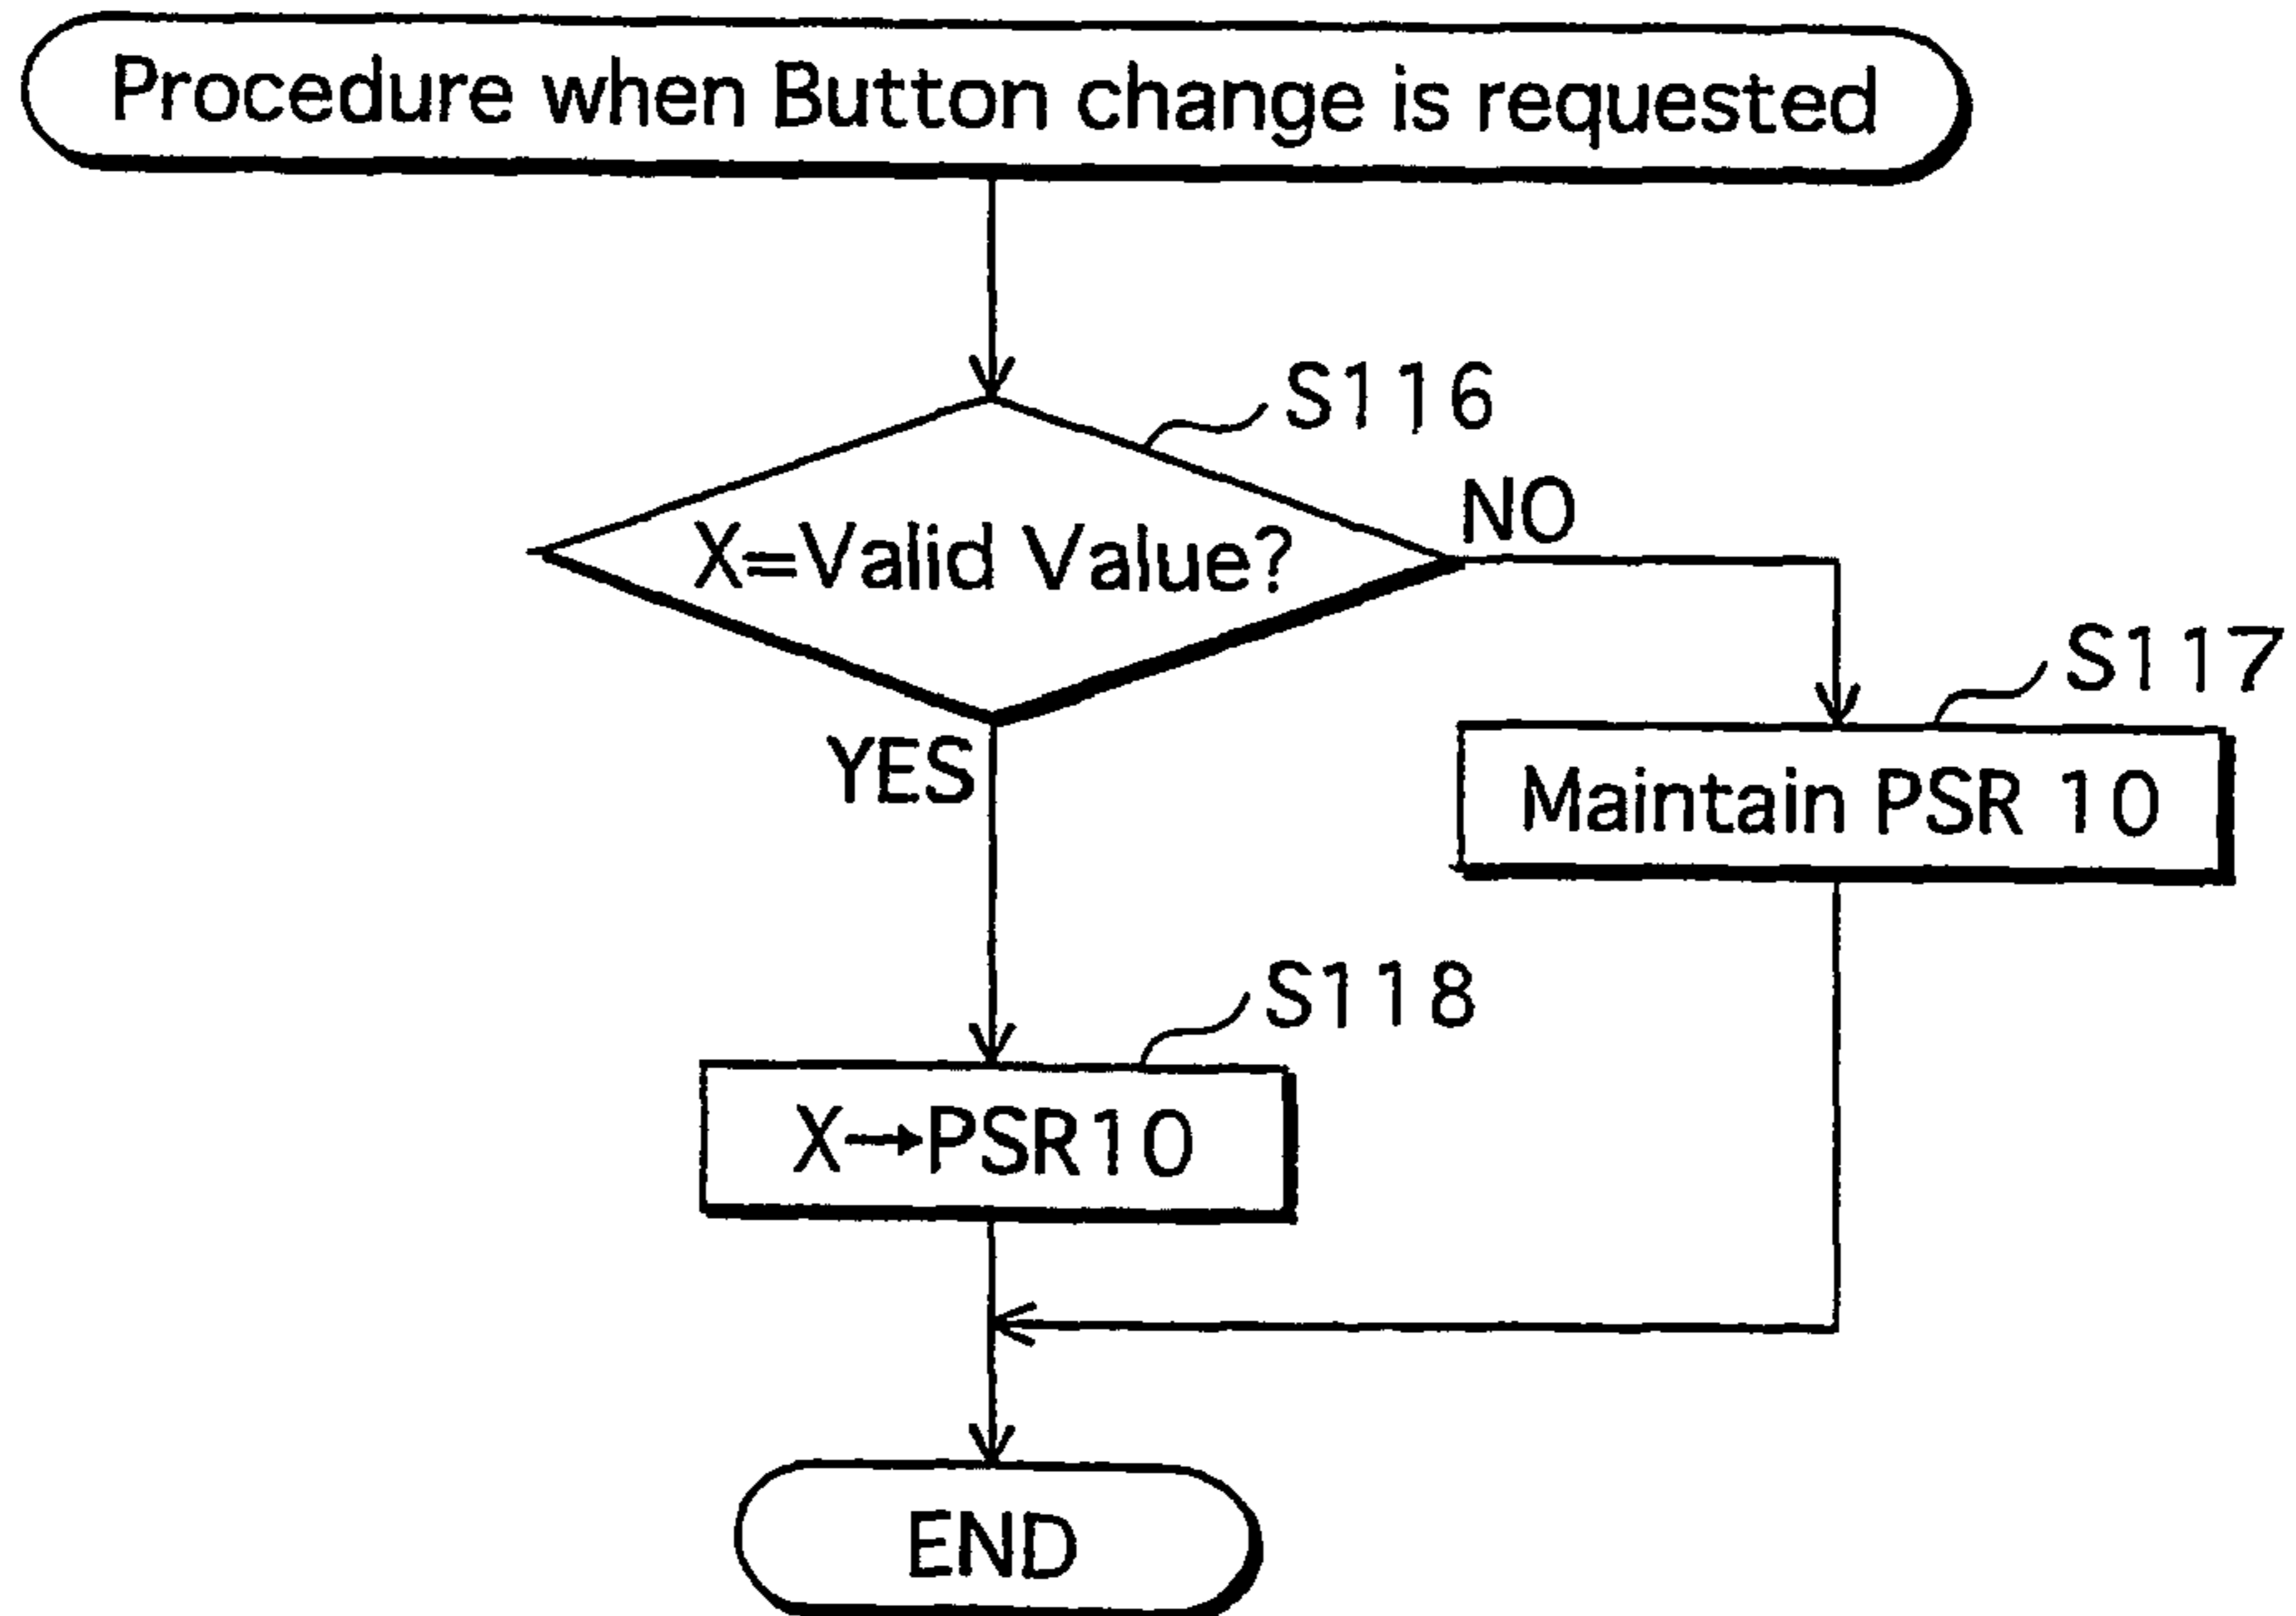 Procedure when Button change is requested
S116
X=Valid Value?
NO
S117
YES
Maintain PSR 10
S118
X→PSR10
END